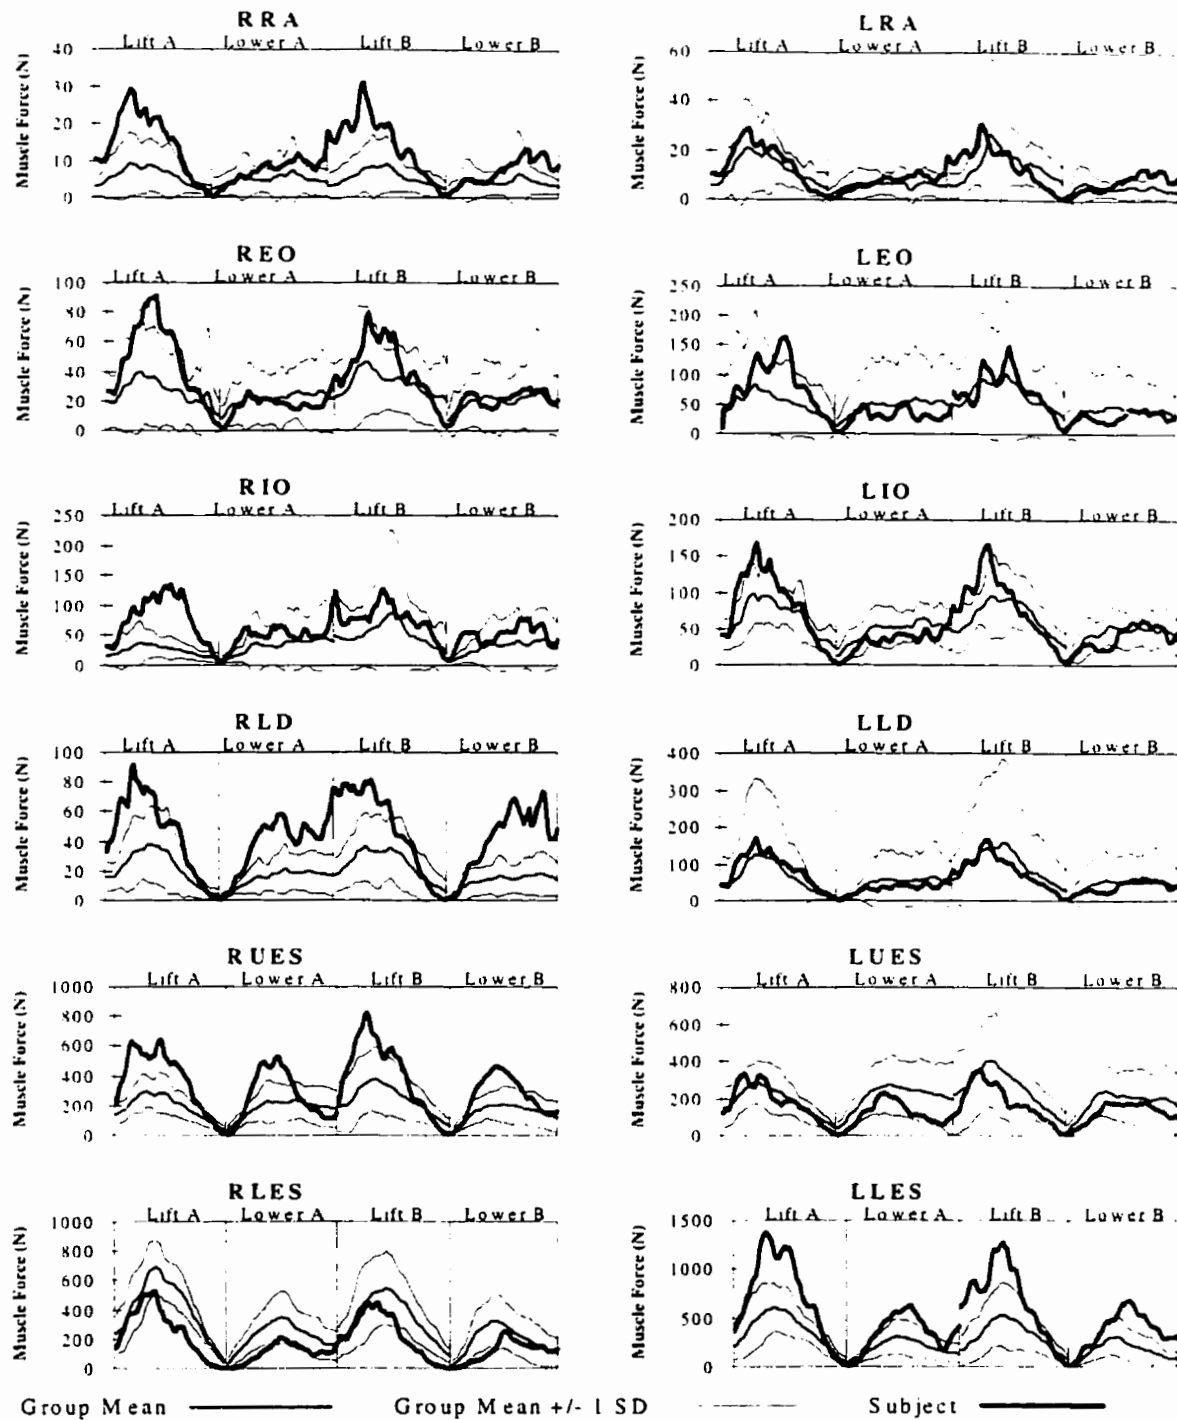 RRA
Lift A Lower A Lift B Lower B
Muscle Force (N)
40
30
20
10
0
LRA
Lift A Lower A Lift B Lower B
Muscle Force (N)
60
40
20
0
REO
Lift A Lower A Lift B Lower B
Muscle Force (N)
100
80
60
40
20
0
LEO
Lift A Lower A Lift B Lower B
Muscle Force (N)
250
200
150
100
50
0
RIO
Lift A Lower A Lift B Lower B
Muscle Force (N)
250
200
150
100
50
0
LIO
Lift A Lower A Lift B Lower B
Muscle Force (N)
200
150
100
50
0
RLD
Lift A Lower A Lift B Lower B
Muscle Force (N)
100
80
60
40
20
0
LLD
Lift A Lower A Lift B Lower B
Muscle Force (N)
400
300
200
100
0
RUES
Lift A Lower A Lift B Lower B
Muscle Force (N)
1000
800
600
400
200
0
LUES
Lift A Lower A Lift B Lower B
Muscle Force (N)
800
600
400
200
0
RLES
Lift A Lower A Lift B Lower B
Muscle Force (N)
1000
800
600
400
200
0
LLES
Lift A Lower A Lift B Lower B
Muscle Force (N)
1500
1000
500
0
Group Mean Group Mean +/- 1 SD Subject